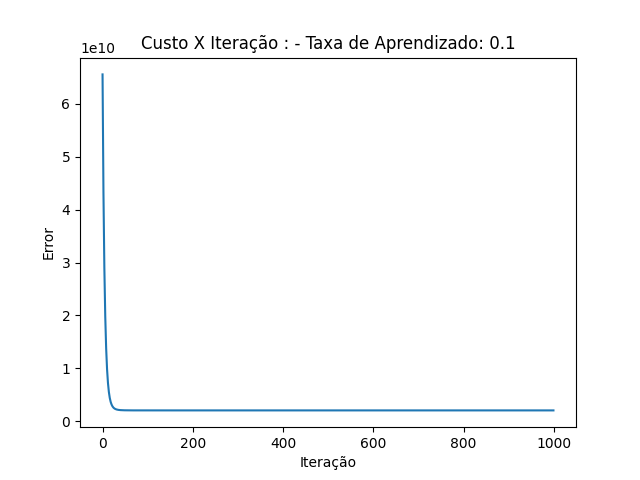 Custo X Iteração : - Taxa de Aprendizado: 0.1
1e10
6
5
4
3
2
1
0
Error
0 200 400 600 800 1000
Iteração